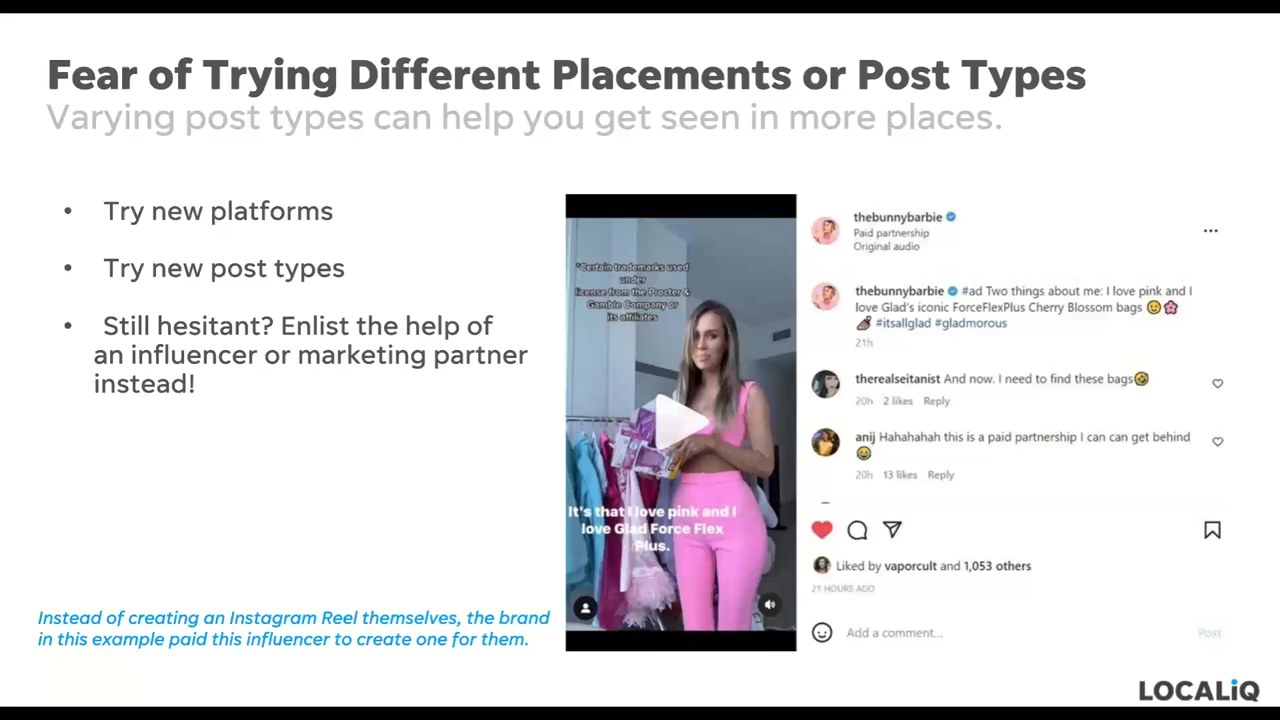 Fear of Trying Different Placements or Post Types
Varying post types can help you get seen in more places.
• Try new platforms
• Try new post types
• Still hesitant? Enlist the help of
an influencer or marketing partner
instead!
Instead of creating an Instagram Reel themselves, the brand
in this example paid this influencer to create one for them.
*Certain trademarks used
under
license from the Procter &
Gamble Company or
its affiliates
It's that I love pink and I
love Glad Force Flex
Plus.
thebunnybarbie
Paid partnership
Original audio
thebunnybarbie #ad Two things about me: I love pink and I
love Glad's iconic ForceFlexPlus Cherry Blossom bags 😉🌸
💅 #itsallglad #gladmorous
21h
therealseitanist And now. I need to find these bags🤣
20h 2 likes Reply
anij Hahahahah this is a paid partnership I can can get behind
😂
20h 13 likes Reply
Liked by vaporcult and 1,053 others
21 HOURS AGO
Add a comment...
Post
LOCALiQ